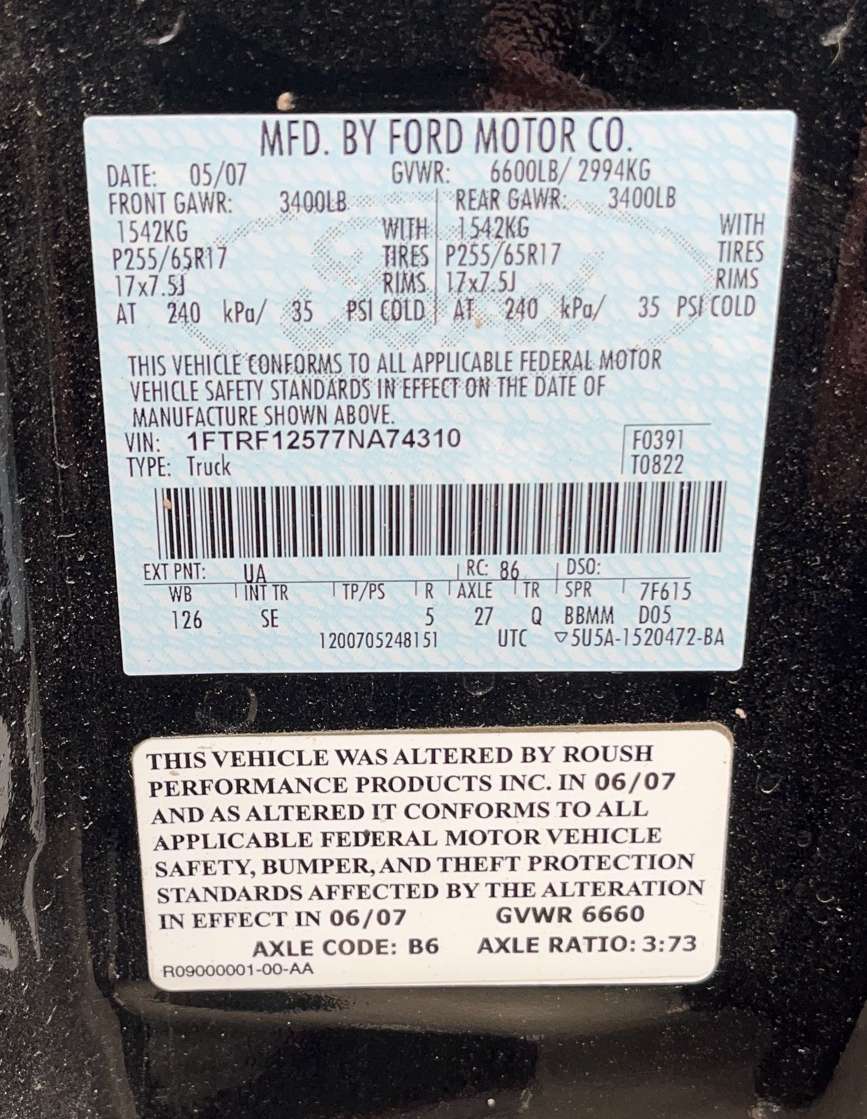 MFD. BY FORD MOTOR CO.
DATE: 05/07 GVWR: 6600LB/ 2994KG
FRONT GAWR: 3400LB REAR GAWR: 3400LB
1542KG WITH 1542KG WITH
P255/65R17 TIRES P255/65R17 TIRES
17x7.5J RIMS 17x7.5J RIMS
AT 240 kPa/ 35 PSI COLD AT 240 kPa/ 35 PSI COLD
THIS VEHICLE CONFORMS TO ALL APPLICABLE FEDERAL MOTOR
VEHICLE SAFETY STANDARDS IN EFFECT ON THE DATE OF
MANUFACTURE SHOWN ABOVE.
VIN: 1FTRF12577NA74310 F0391
TYPE: Truck T0822
EXT PNT: UA RC: 86 DSO:
WB INT TR TP/PS R AXLE TR SPR 7F615
126 SE 5 27 Q BBMM D05
1200705248151 UTC ▽5U5A-1520472-BA
THIS VEHICLE WAS ALTERED BY ROUSH
PERFORMANCE PRODUCTS INC. IN 06/07
AND AS ALTERED IT CONFORMS TO ALL
APPLICABLE FEDERAL MOTOR VEHICLE
SAFETY, BUMPER, AND THEFT PROTECTION
STANDARDS AFFECTED BY THE ALTERATION
IN EFFECT IN 06/07 GVWR 6660
AXLE CODE: B6 AXLE RATIO: 3:73
R09000001-00-AA